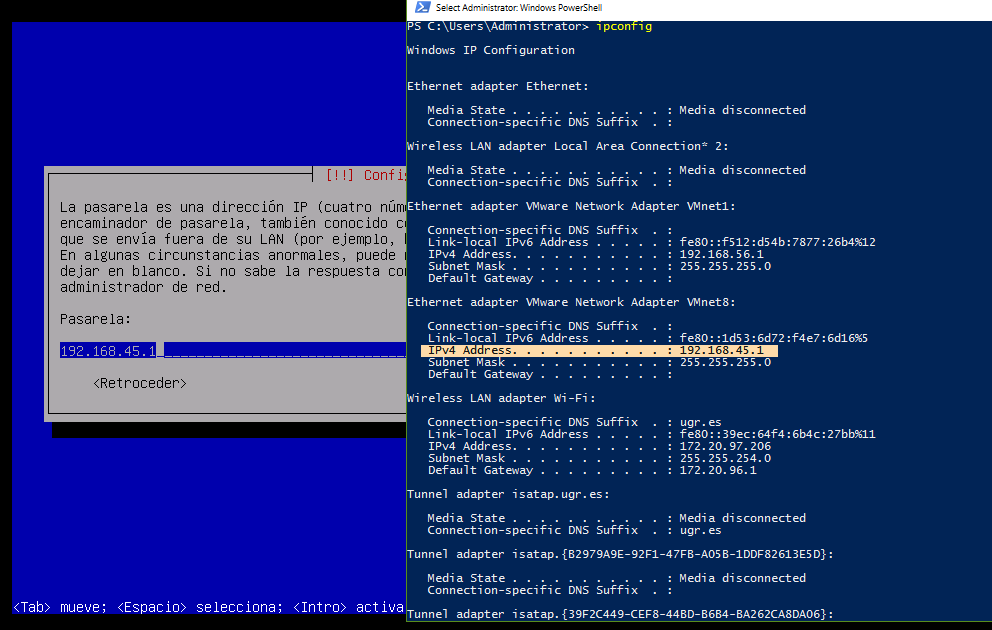 [!!] Confi
La pasarela es una dirección IP (cuatro núm
encaminador de pasarela, también conocido c
que se envía fuera de su LAN (por ejemplo,
En algunas circunstancias anormales, puede
dejar en blanco. Si no sabe la respuesta co
administrador de red.
Pasarela:
192.168.45.1
<Retroceder>
<Tab> mueve; <Espacio> selecciona; <Intro> activa
Select Administrator: Windows PowerShell
PS C:\Users\Administrator> ipconfig
Windows IP Configuration
Ethernet adapter Ethernet:
Media State . . . . . . . . . . . : Media disconnected
Connection-specific DNS Suffix  . :
Wireless LAN adapter Local Area Connection* 2:
Media State . . . . . . . . . . . : Media disconnected
Connection-specific DNS Suffix  . :
Ethernet adapter VMware Network Adapter VMnet1:
Connection-specific DNS Suffix  . :
Link-local IPv6 Address . . . . . : fe80::f512:d54b:7877:26b4%12
IPv4 Address. . . . . . . . . . . : 192.168.56.1
Subnet Mask . . . . . . . . . . . : 255.255.255.0
Default Gateway . . . . . . . . . :
Ethernet adapter VMware Network Adapter VMnet8:
Connection-specific DNS Suffix  . :
Link-local IPv6 Address . . . . . : fe80::1d53:6d72:f4e7:6d16%5
IPv4 Address. . . . . . . . . . . : 192.168.45.1
Subnet Mask . . . . . . . . . . . : 255.255.255.0
Default Gateway . . . . . . . . . :
Wireless LAN adapter Wi-Fi:
Connection-specific DNS Suffix  . : ugr.es
Link-local IPv6 Address . . . . . : fe80::39ec:64f4:6b4c:27bb%11
IPv4 Address. . . . . . . . . . . : 172.20.97.206
Subnet Mask . . . . . . . . . . . : 255.255.254.0
Default Gateway . . . . . . . . . : 172.20.96.1
Tunnel adapter isatap.ugr.es:
Media State . . . . . . . . . . . : Media disconnected
Connection-specific DNS Suffix  . : ugr.es
Tunnel adapter isatap.{B2979A9E-92F1-47FB-A05B-1DDF82613E5D}:
Media State . . . . . . . . . . . : Media disconnected
Connection-specific DNS Suffix  . :
Tunnel adapter isatap.{39F2C449-CEF8-44BD-B6B4-BA262CA8DA06}: